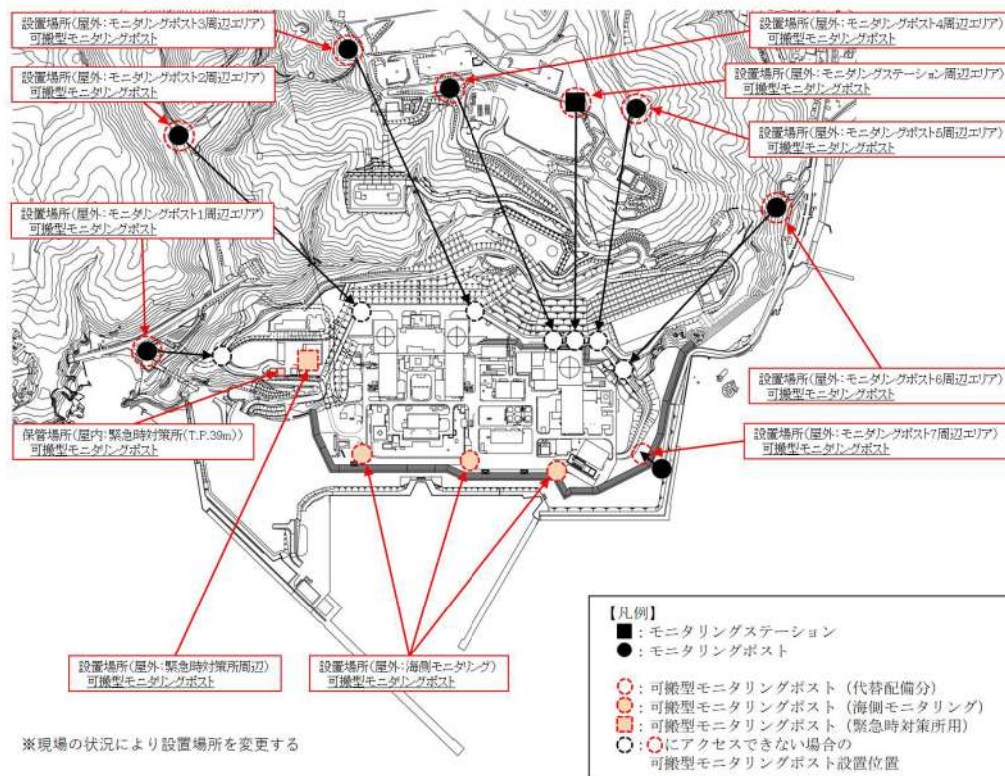 設置場所(屋外:モニタリングポスト3周辺エリア)
可搬型モニタリングポスト
設置場所(屋外:モニタリングポスト4周辺エリア)
可搬型モニタリングポスト
設置場所(屋外:モニタリングポスト2周辺エリア)
可搬型モニタリングポスト
設置場所(屋外:モニタリングステーション周辺エリア)
可搬型モニタリングポスト
設置場所(屋外:モニタリングポスト5周辺エリア)
可搬型モニタリングポスト
設置場所(屋外:モニタリングポスト1周辺エリア)
可搬型モニタリングポスト
設置場所(屋外:モニタリングポスト6周辺エリア)
可搬型モニタリングポスト
保管場所(屋内:緊急時対策所(T.P.39m))
可搬型モニタリングポスト
設置場所(屋外:モニタリングポスト7周辺エリア)
可搬型モニタリングポスト
設置場所(屋外:緊急時対策所周辺)
可搬型モニタリングポスト
設置場所(屋外:海側モニタリング)
可搬型モニタリングポスト
【凡例】
:モニタリングステーション
:モニタリングポスト
:可搬型モニタリングポスト(代替配備分)
:可搬型モニタリングポスト(海側モニタリング)
:可搬型モニタリングポスト(緊急時対策所用)
:にアクセスできない場合の
可搬型モニタリングポスト設置位置
※現場の状況により設置場所を変更する